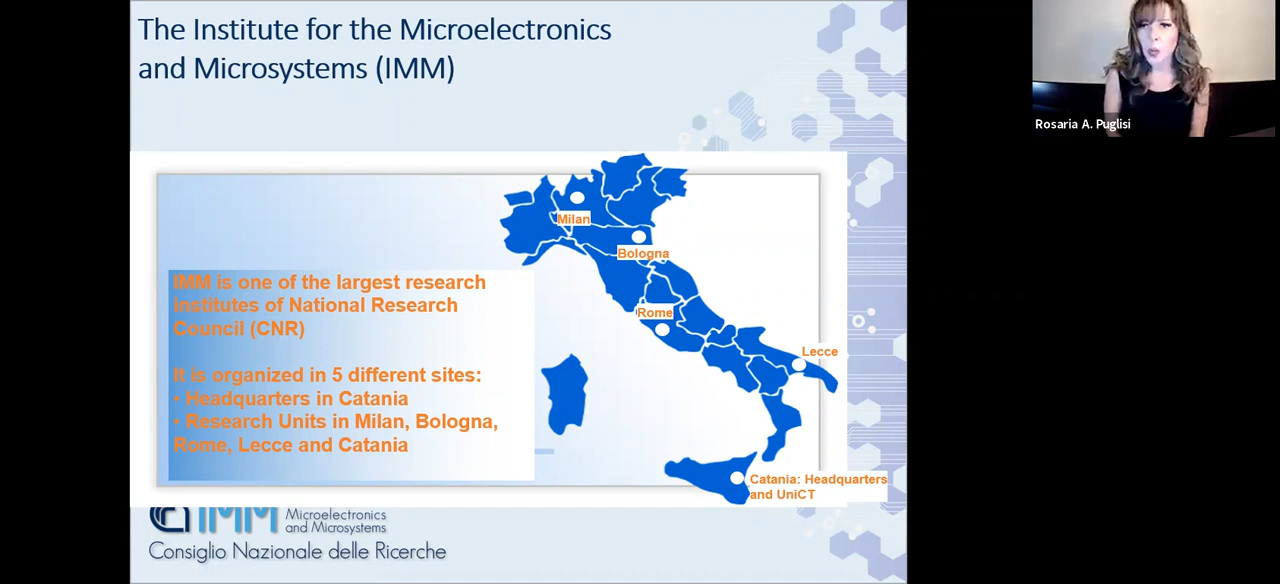 The Institute for the Microelectronics
and Microsystems (IMM)
Rosaria A. Puglisi
Milan
Bologna
IMM is one of the largest research
institutes of National Research
Council (CNR)
Rome
Lecce
It is organized in 5 different sites:
• Headquarters in Catania
• Research Units in Milan, Bologna,
Rome, Lecce and Catania
Catania: Headquarters
and UniCT
IMM
Microelectronics
and Microsystems
Consiglio Nazionale delle Ricerche